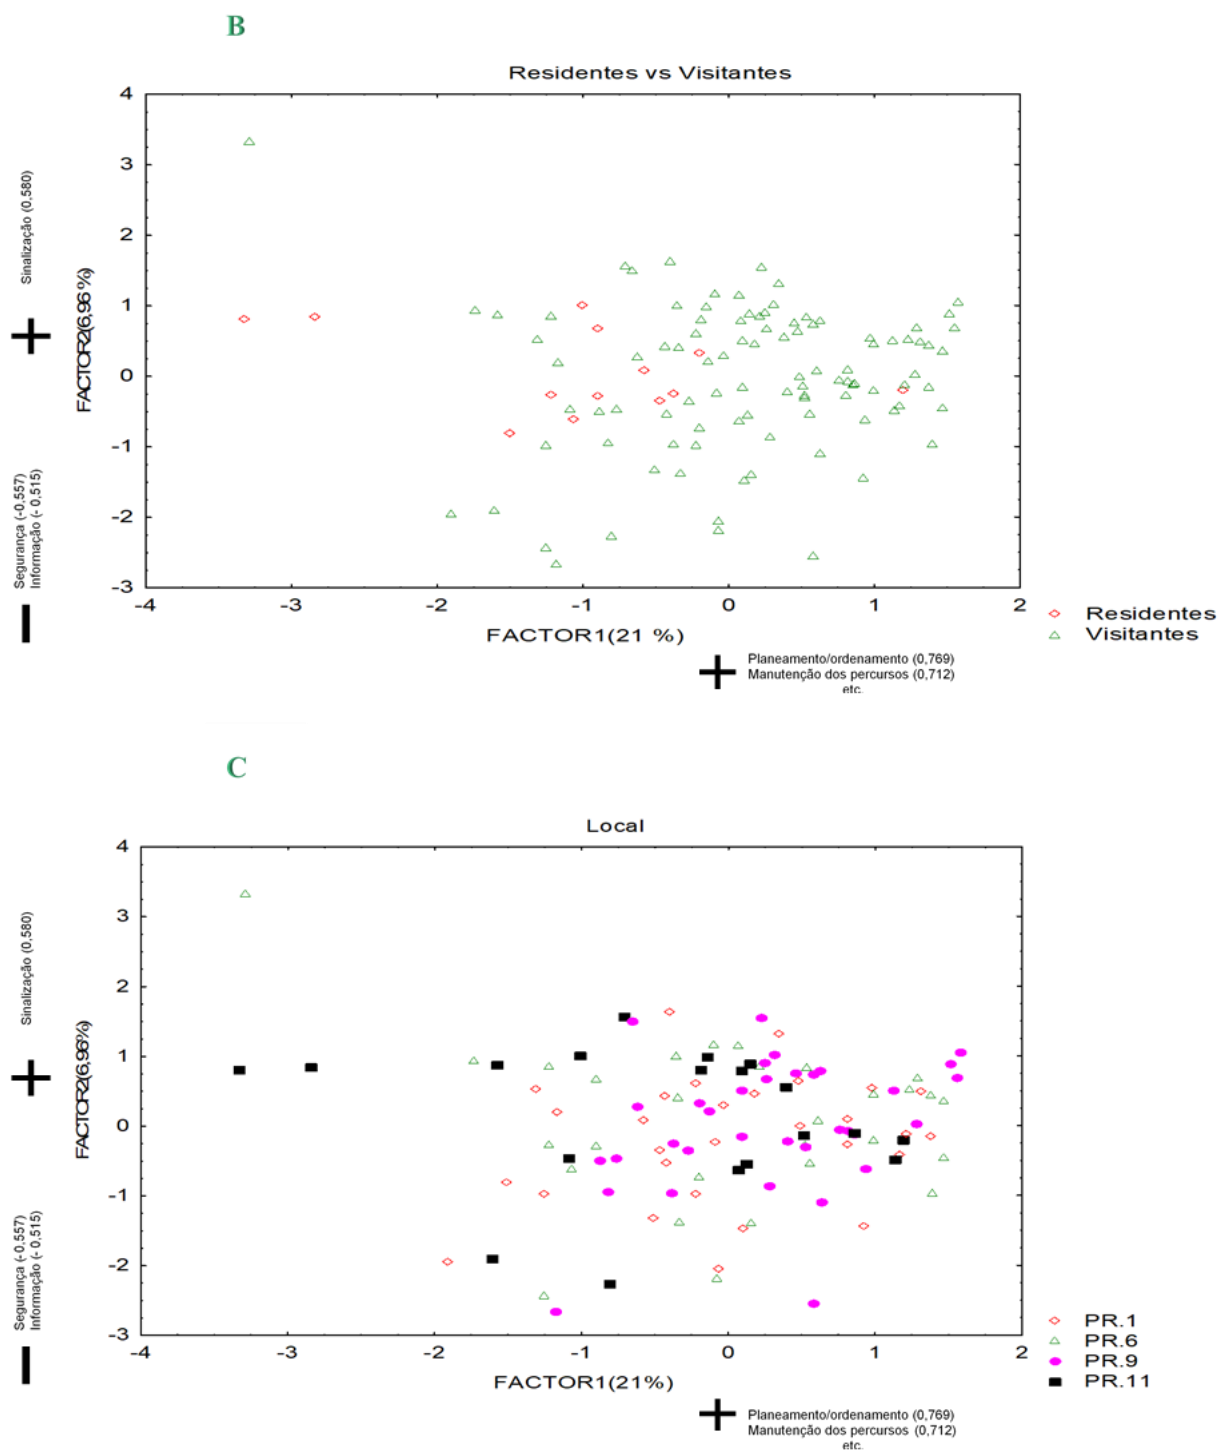 B
Residentes vs Visitantes
4
3
2
1
0
-1
-2
-3
-4
-3
-2
-1
0
1
2
FACTOR2(6,96 %)
FACTOR1(21 %)
Sinalização (0,580)
Segurança (-0,557)
Informação (- 0,515)
Residentes
Visitantes
Planeamento/ordenamento (0,769)
Manutenção dos percursos (0,712)
etc.
C
Local
4
3
2
1
0
-1
-2
-3
-4
-3
-2
-1
0
1
2
FACTOR2(6,96%)
FACTOR1(21%)
Sinalização (0,580)
Segurança (-0,557)
Informação (- 0,515)
PR.1
PR.6
PR.9
PR.11
Planeamento/ordenamento (0,769)
Manutenção dos percursos (0,712)
etc.